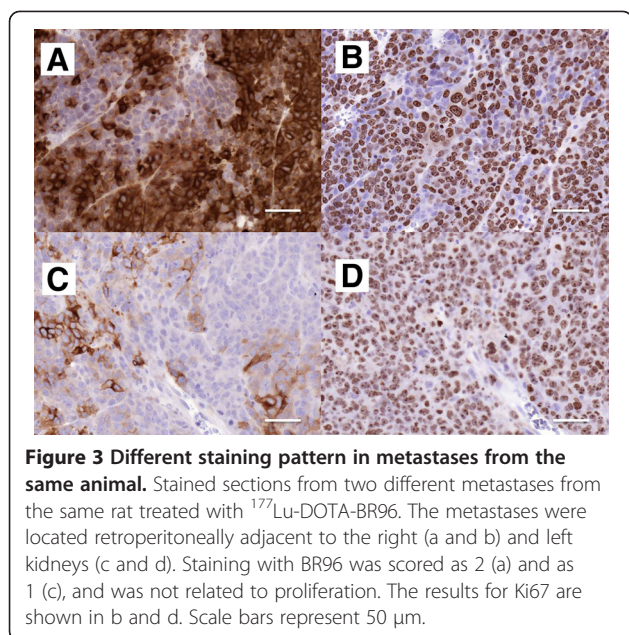 A
B
C
D
Figure 3 Different staining pattern in metastases from the
same animal. Stained sections from two different metastases from
the same rat treated with ¹⁷⁷Lu-DOTA-BR96. The metastases were
located retroperitoneally adjacent to the right (a and b) and left
kidneys (c and d). Staining with BR96 was scored as 2 (a) and as
1 (c), and was not related to proliferation. The results for Ki67 are
shown in b and d. Scale bars represent 50 μm.